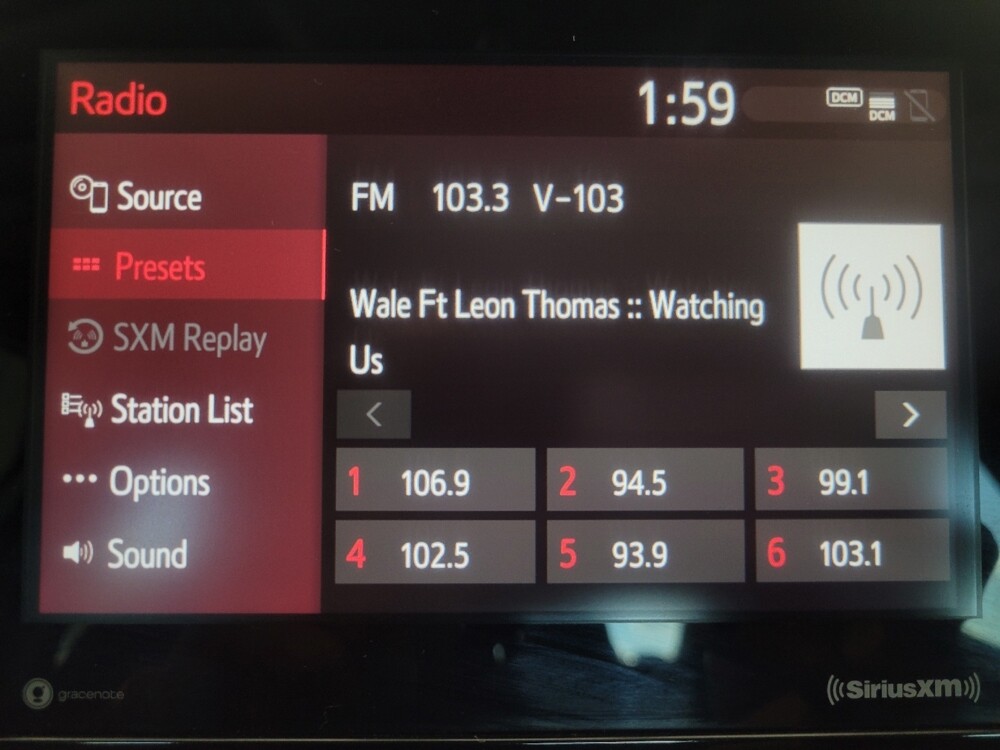 Radio
1:59
DCM
DCM
Source
Presets
SXM Replay
Station List
Options
Sound
FM 103.3 V-103
Wale Ft Leon Thomas :: Watching
Us
<
>
1 106.9
2 94.5
3 99.1
4 102.5
5 93.9
6 103.1
gracenote
SiriusXM